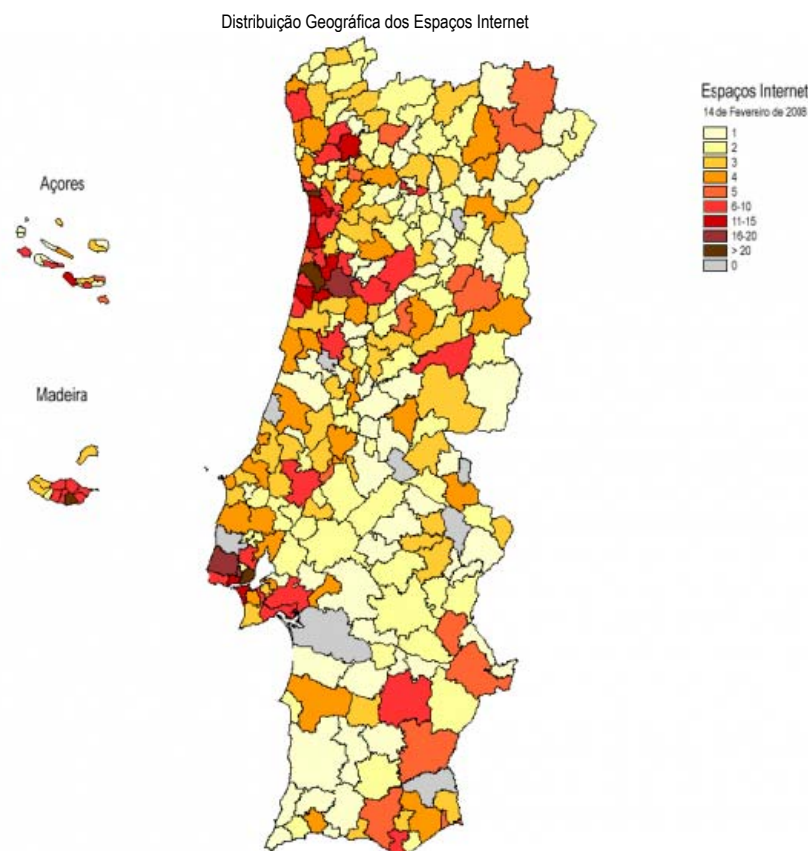 Distribuição Geográfica dos Espaços Internet
Espaços Internet
14 de Fevereiro de 2008
1
2
3
4
5
6-10
11-15
16-20
> 20
0
Açores
Madeira